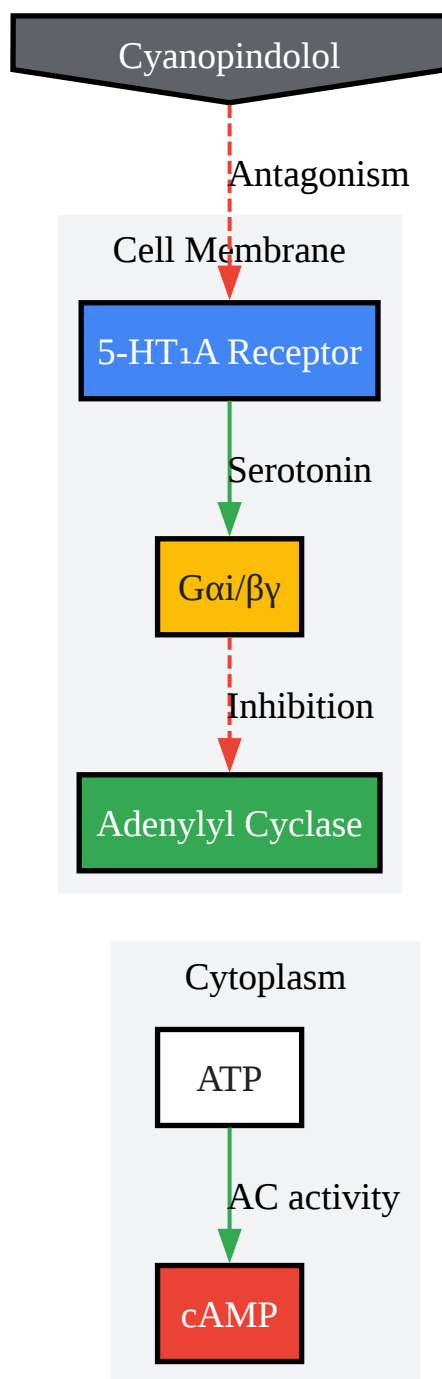 Cyanopindolol
Antagonism
Cell Membrane
5-HT₁A Receptor
Serotonin
Gαi/βγ
Inhibition
Adenylyl Cyclase
Cytoplasm
ATP
AC activity
cAMP